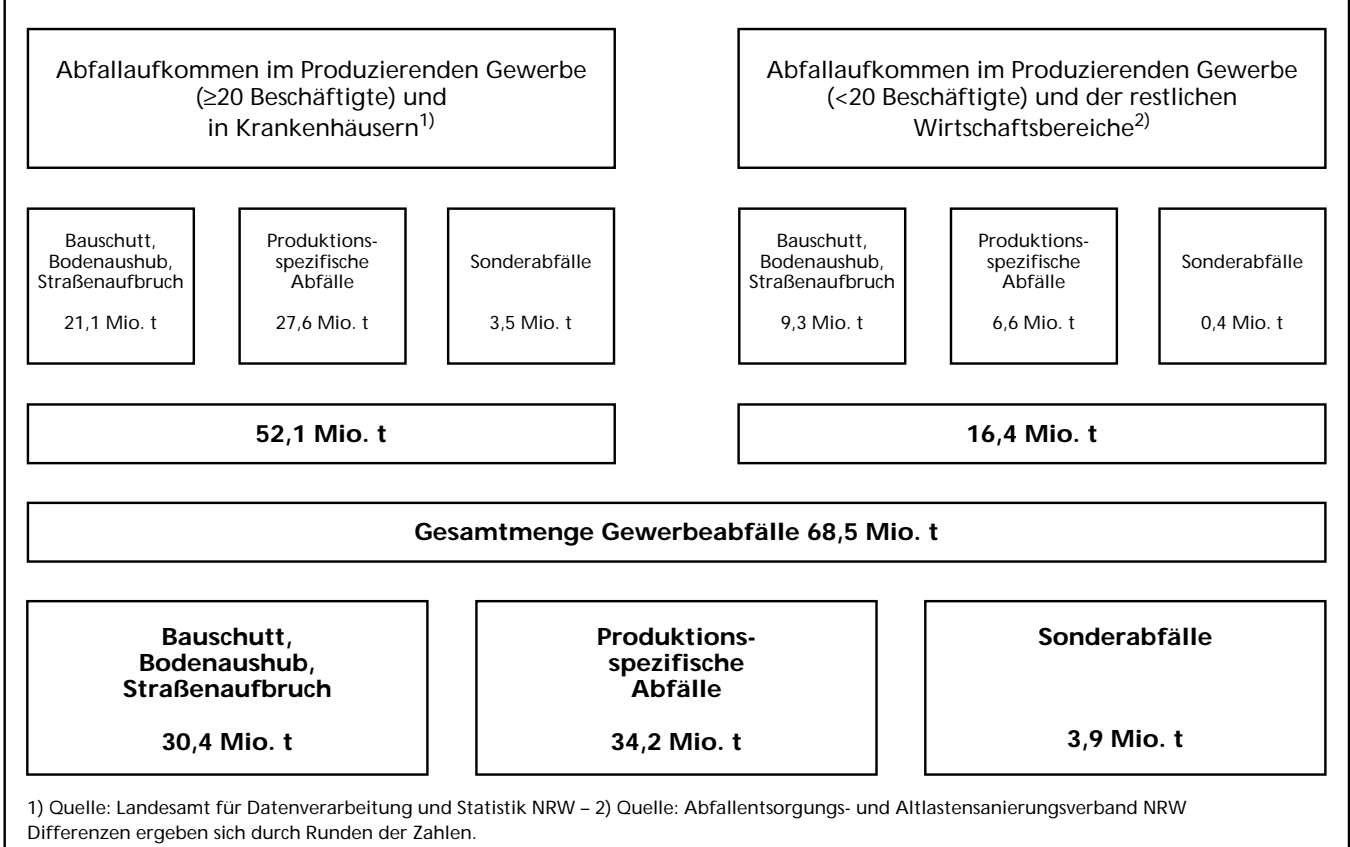 Abfallaufkommen im Produzierenden Gewerbe
(≥20 Beschäftigte) und
in Krankenhäusern1)
Abfallaufkommen im Produzierenden Gewerbe
(<20 Beschäftigte) und der restlichen
Wirtschaftsbereiche2)
Bauschutt,
Bodenaushub,
Straßenaufbruch
21,1 Mio. t
Produktions-
spezifische
Abfälle
27,6 Mio. t
Sonderabfälle
3,5 Mio. t
Bauschutt,
Bodenaushub,
Straßenaufbruch
9,3 Mio. t
Produktions-
spezifische
Abfälle
6,6 Mio. t
Sonderabfälle
0,4 Mio. t
52,1 Mio. t
16,4 Mio. t
Gesamtmenge Gewerbeabfälle 68,5 Mio. t
Bauschutt,
Bodenaushub,
Straßenaufbruch
30,4 Mio. t
Produktions-
spezifische
Abfälle
34,2 Mio. t
Sonderabfälle
3,9 Mio. t
1) Quelle: Landesamt für Datenverarbeitung und Statistik NRW – 2) Quelle: Abfallentsorgungs- und Altlastensanierungsverband NRW
Differenzen ergeben sich durch Runden der Zahlen.